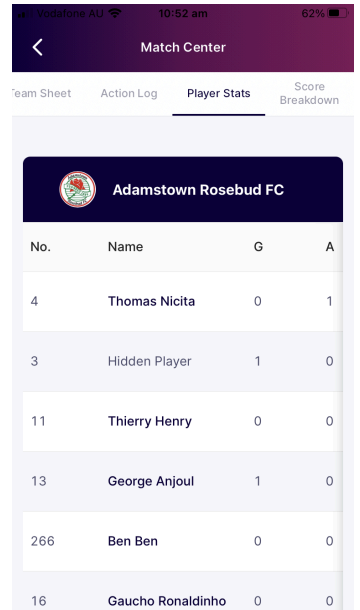 Vodafone AU 10:52 am 62%
Match Center
Team Sheet Action Log Player Stats Score Breakdown
Adamstown Rosebud FC
No. Name G A
4 Thomas Nicita 0 1
3 Hidden Player 1 0
11 Thierry Henry 0 0
13 George Anjoul 1 0
266 Ben Ben 0 0
16 Gaucho Ronaldinho 0 0